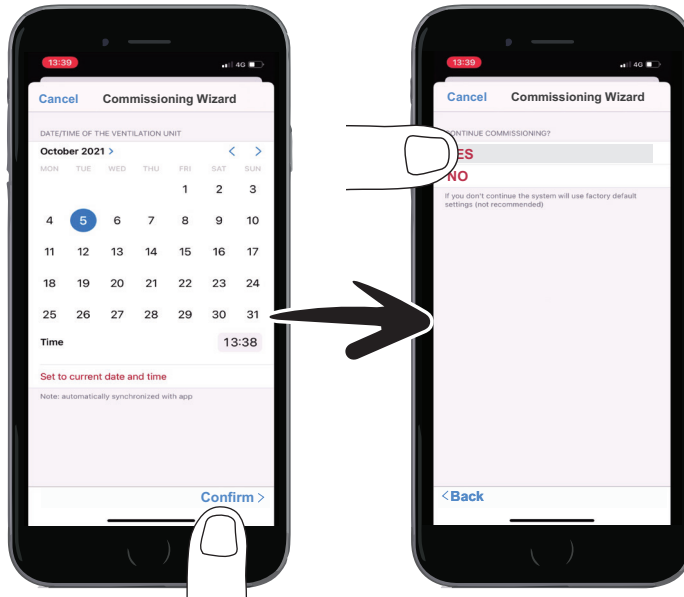 13:39
4G
Cancel Commissioning Wizard
DATE/TIME OF THE VENTILATION UNIT
October 2021 > < >
MON TUE WED THU FRI SAT SUN
1 2 3
4 5 6 7 8 9 10
11 12 13 14 15 16 17
18 19 20 21 22 23 24
25 26 27 28 29 30 31
Time 13:38
Set to current date and time
Note: automatically synchronized with app
Confirm >
13:39
4G
Cancel Commissioning Wizard
CONTINUE COMMISSIONING?
ES
NO
If you don't continue the system will use factory default
settings (not recommended)
<Back